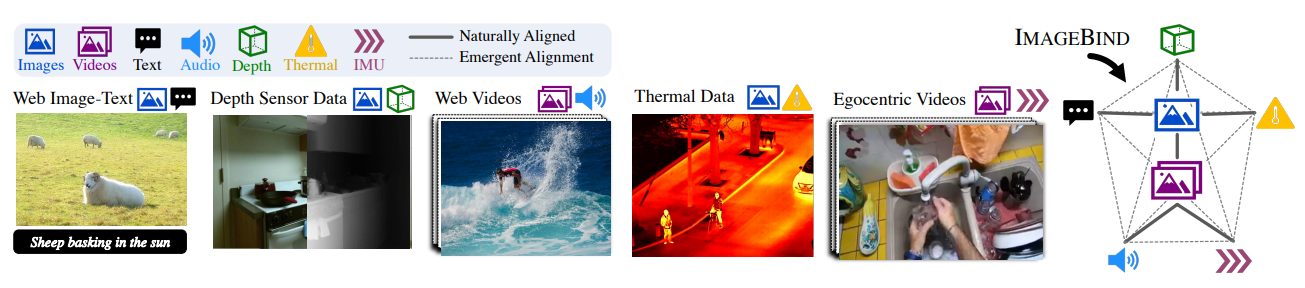 Images Videos Text Audio Depth Thermal IMU
Naturally Aligned
Emergent Alignment
IMAGEBIND
Web Image-Text
Depth Sensor Data
Web Videos
Thermal Data
Egocentric Videos
Sheep basking in the sun